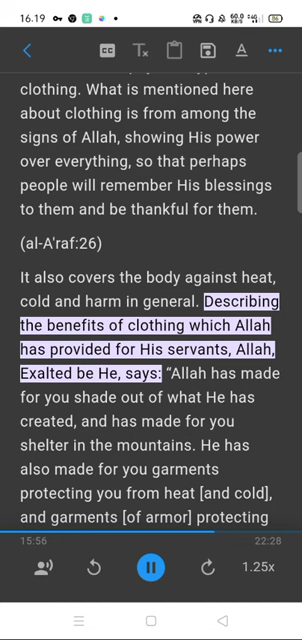 16.19
60.0
KB/S
86
CC
clothing. What is mentioned here
about clothing is from among the
signs of Allah, showing His power
over everything, so that perhaps
people will remember His blessings
to them and be thankful for them.
(al-A'raf:26)
It also covers the body against heat,
cold and harm in general. Describing
the benefits of clothing which Allah
has provided for His servants, Allah,
Exalted be He, says: “Allah has made
for you shade out of what He has
created, and has made for you
shelter in the mountains. He has
also made for you garments
protecting you from heat [and cold],
and garments [of armor] protecting
15:56
22:28
1.25x